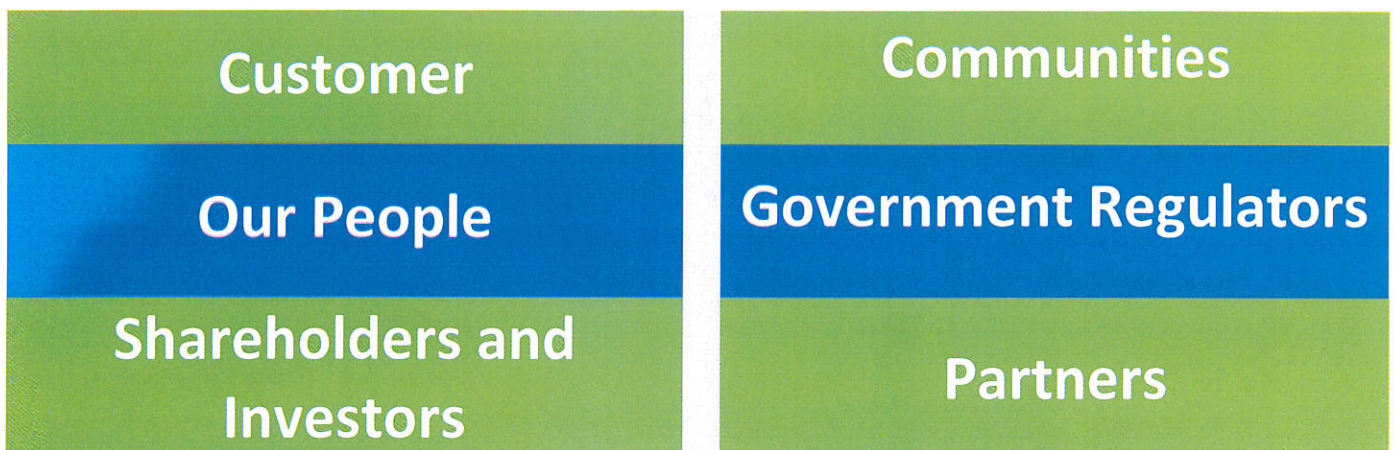 Customer
Our People
Shareholders and
Investors
Communities
Government Regulators
Partners